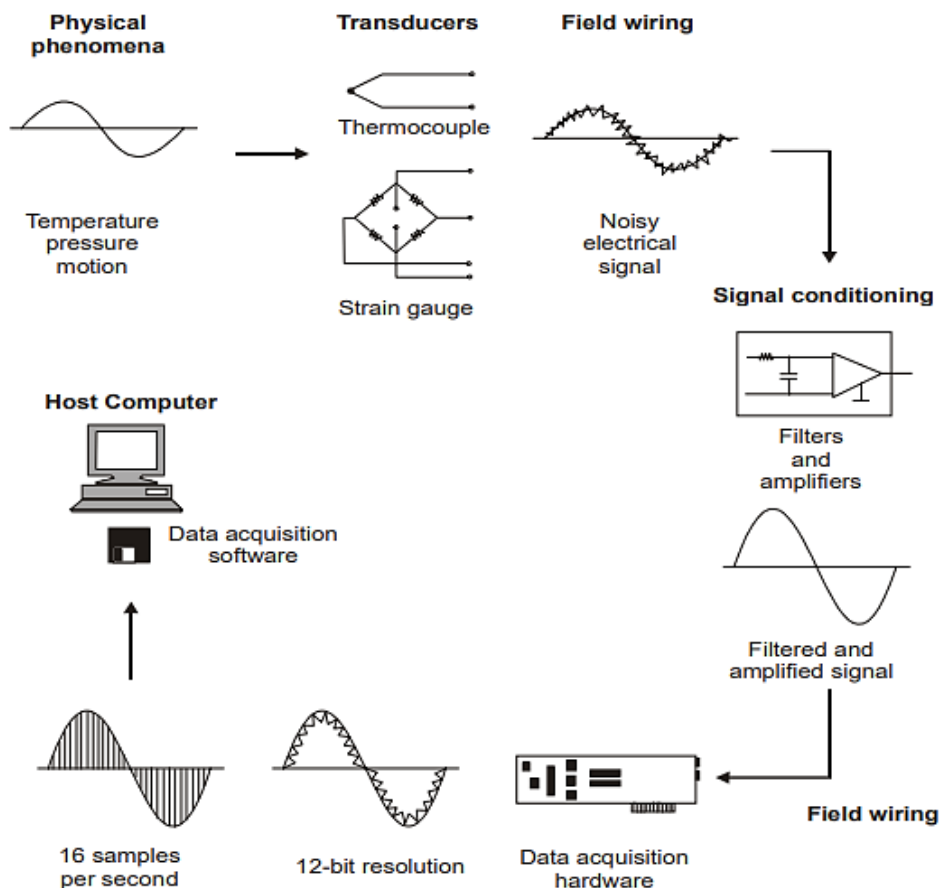 Physical
phenomena
Transducers
Field wiring
Thermocouple
Temperature
pressure
motion
Noisy
electrical
signal
Strain gauge
Signal conditioning
Host Computer
Filters
and
amplifiers
Data acquisition
software
Filtered and
amplified signal
Field wiring
16 samples
per second
12-bit resolution
Data acquisition
hardware